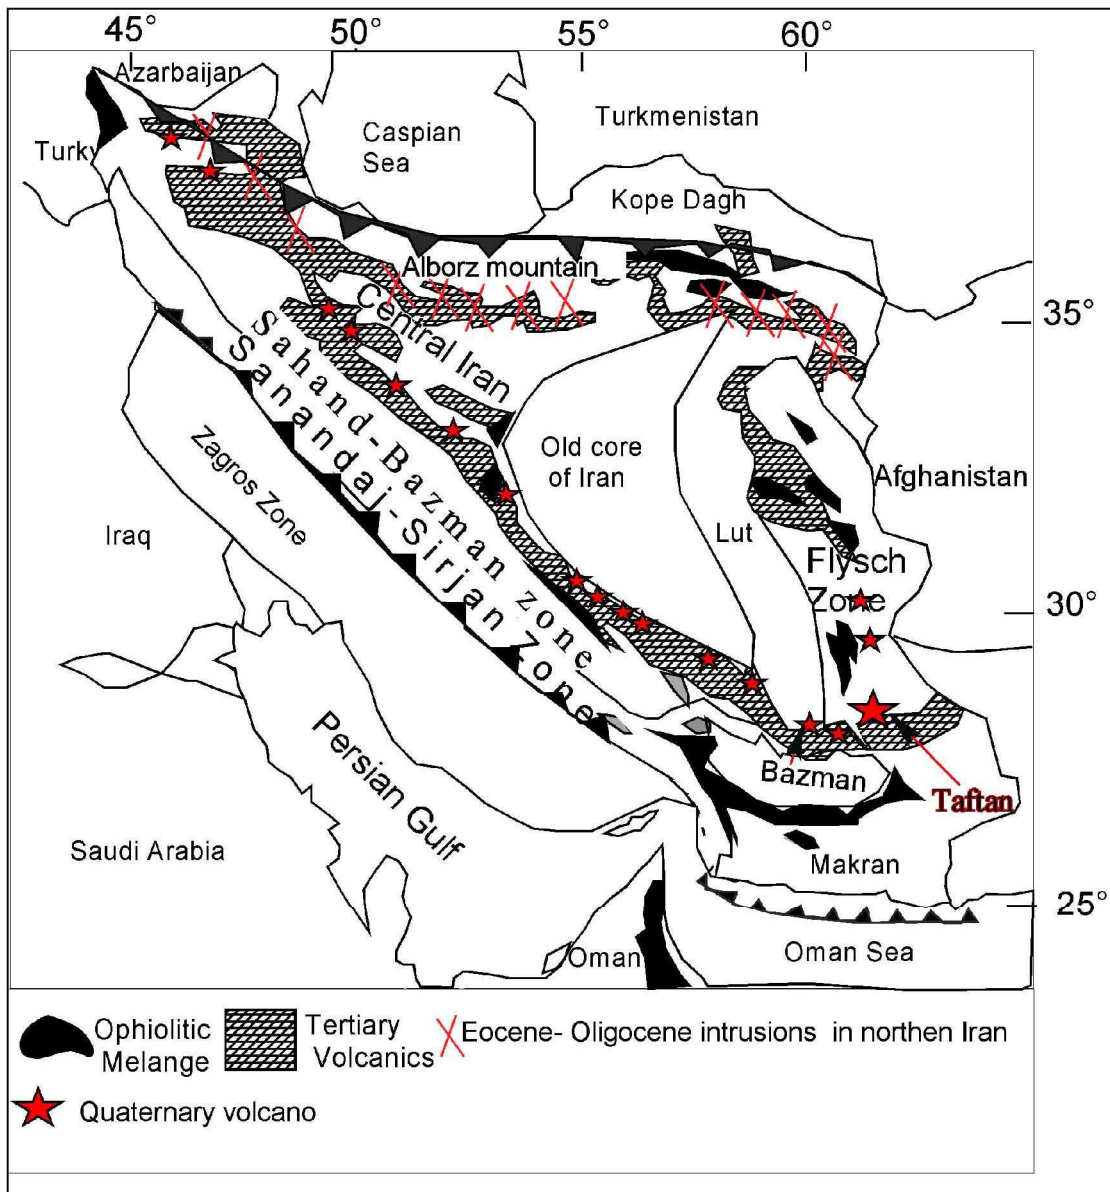 45°
50°
55°
60°
Azarbaijan
Turky
Caspian
Sea
Turkmenistan
Kope Dagh
Alborz mountain
Central Iran
35°
Sahand-Bazman zone
Sanandaj-Sirjan Zone
Zagros Zone
Old core
of Iran
Afghanistan
Iraq
Lut
Flysch
Zone
30°
Persian Gulf
Bazman
Taftan
Saudi Arabia
Makran
25°
Oman
Oman Sea
Ophiolitic
Melange
Tertiary
Volcanics
Eocene- Oligocene intrusions in northen Iran
Quaternary volcano